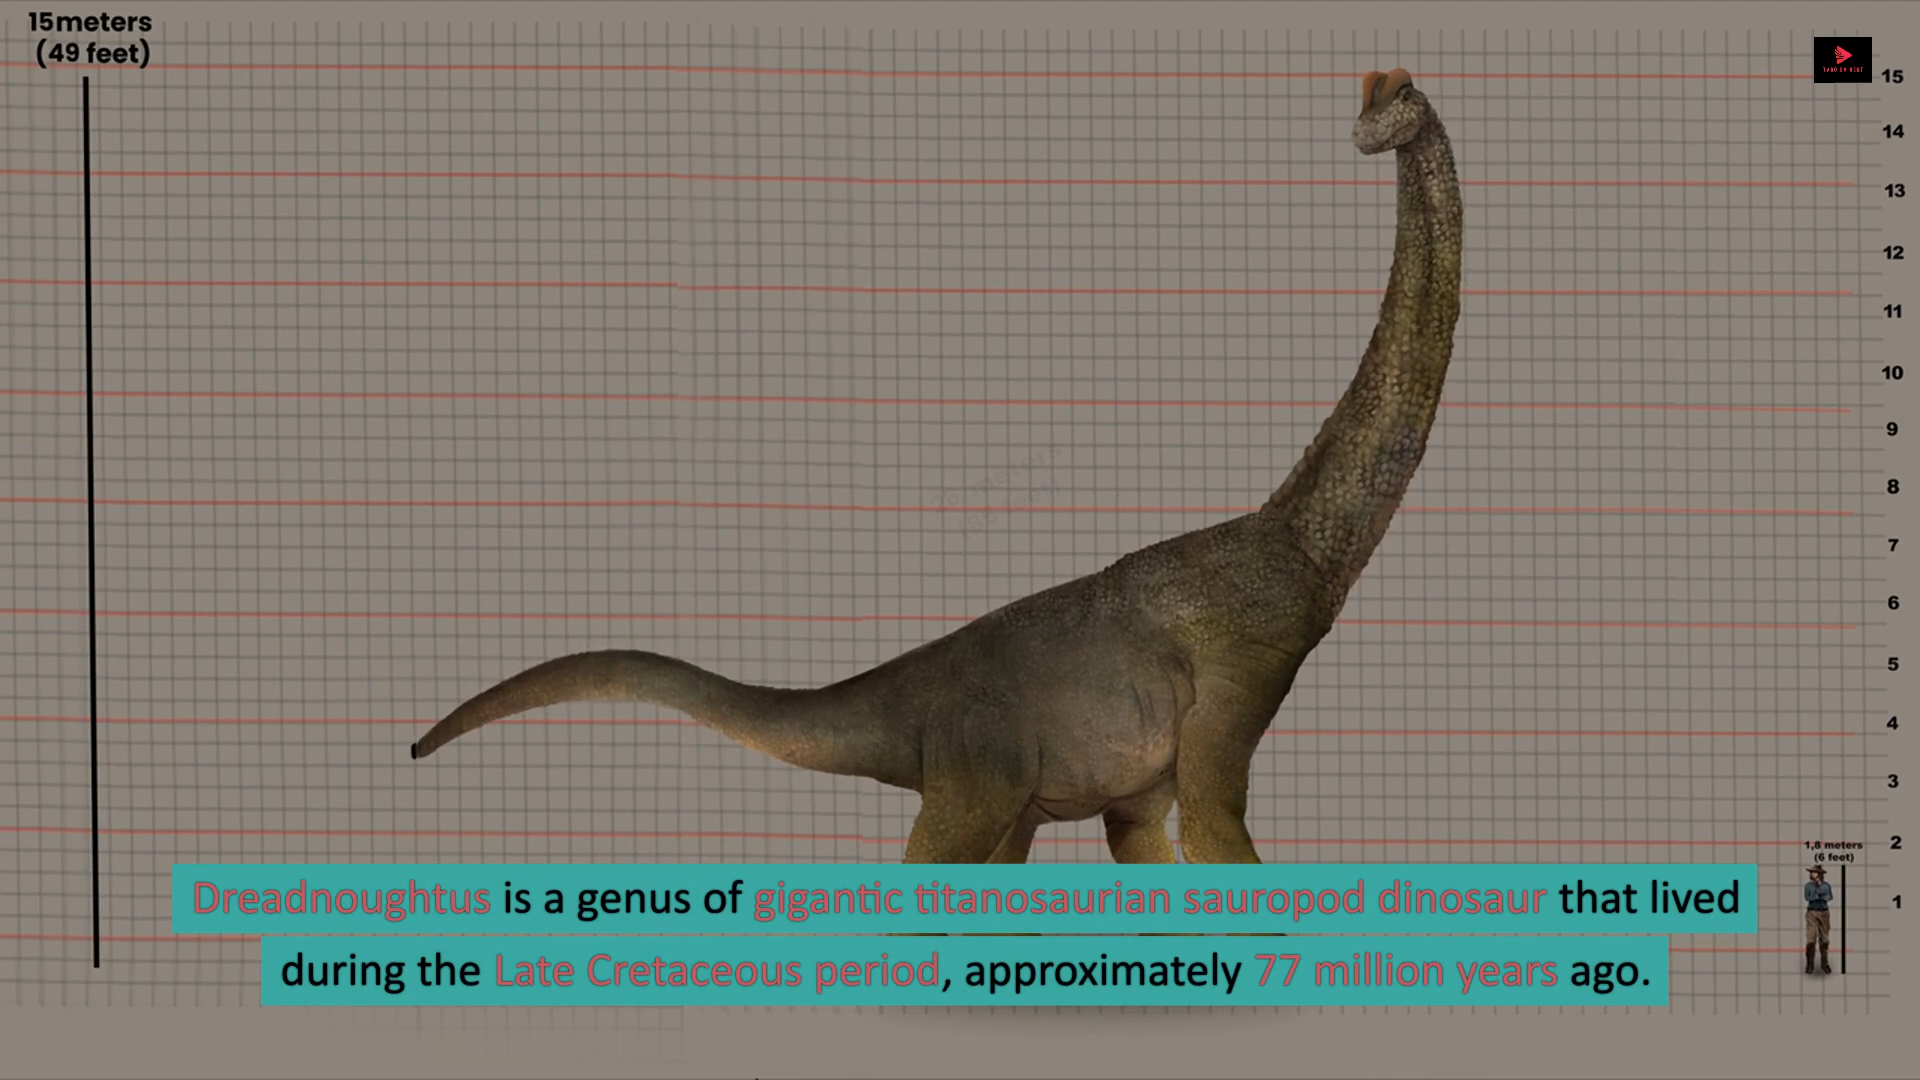 15meters
(49 feet)
15
14
13
12
11
10
9
8
7
6
5
4
3
2
1
1,8 meters
(6 feet)
Dreadnoughtus is a genus of gigantic titanosaurian sauropod dinosaur that lived
during the Late Cretaceous period, approximately 77 million years ago.